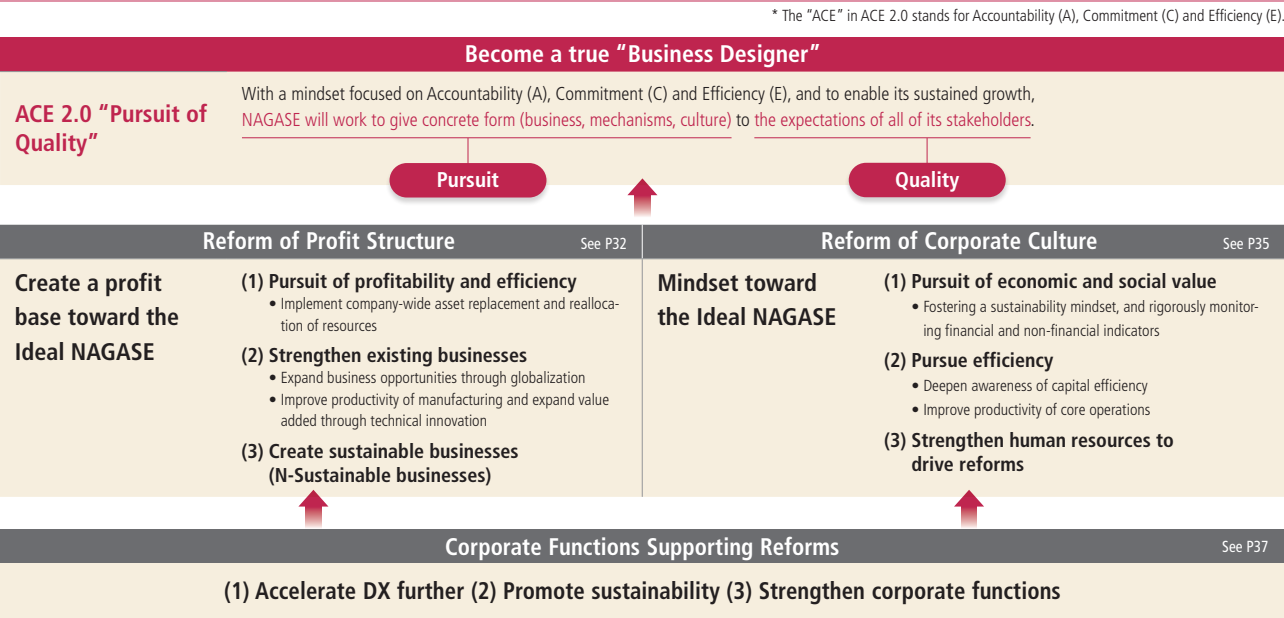 * The “ACE” in ACE 2.0 stands for Accountability (A), Commitment (C) and Efficiency (E).
Become a true “Business Designer”
ACE 2.0 “Pursuit of
Quality”
With a mindset focused on Accountability (A), Commitment (C) and Efficiency (E), and to enable its sustained growth,
NAGASE will work to give concrete form (business, mechanisms, culture) to the expectations of all of its stakeholders.
Pursuit
Quality
Reform of Profit Structure
See P32
Create a profit
base toward the
Ideal NAGASE
(1) Pursuit of profitability and efficiency
• Implement company-wide asset replacement and realloca-
tion of resources
(2) Strengthen existing businesses
• Expand business opportunities through globalization
• Improve productivity of manufacturing and expand value
added through technical innovation
(3) Create sustainable businesses
(N-Sustainable businesses)
Reform of Corporate Culture
See P35
Mindset toward
the Ideal NAGASE
(1) Pursuit of economic and social value
• Fostering a sustainability mindset, and rigorously monitor-
ing financial and non-financial indicators
(2) Pursue efficiency
• Deepen awareness of capital efficiency
• Improve productivity of core operations
(3) Strengthen human resources to
drive reforms
Corporate Functions Supporting Reforms
See P37
(1) Accelerate DX further (2) Promote sustainability (3) Strengthen corporate functions